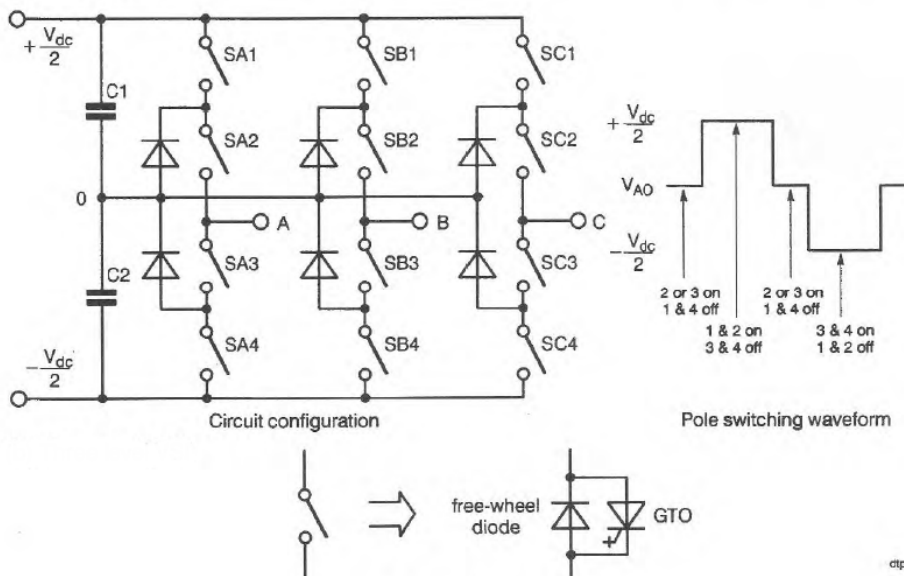 + Vdc/2
C1
SA1
SB1
SC1
SA2
SB2
SC2
0
A
B
C
C2
SA3
SB3
SC3
SA4
SB4
SC4
− Vdc/2
Circuit configuration
+ Vdc/2
VAO
− Vdc/2
2 or 3 on
1 & 4 off
2 or 3 on
1 & 4 off
1 & 2 on
3 & 4 off
3 & 4 on
1 & 2 off
Pole switching waveform
free-wheel
diode
GTO
+